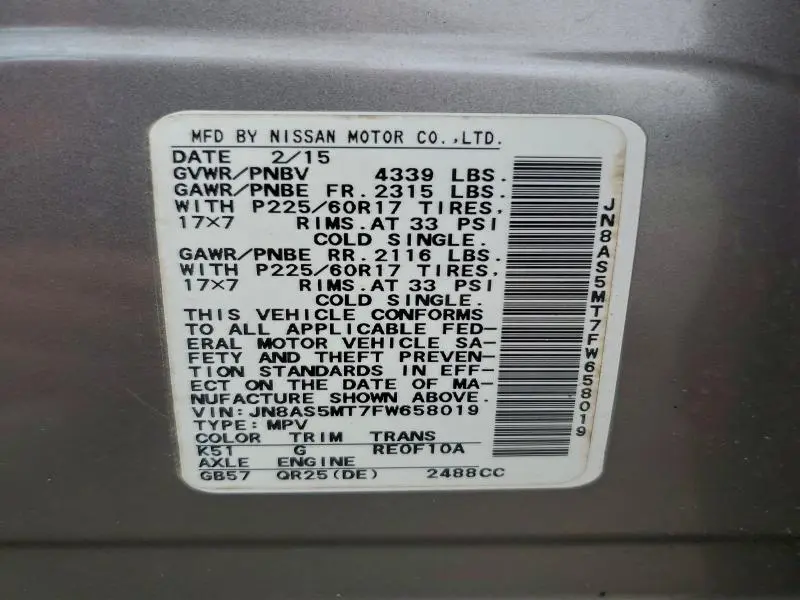 MFD BY NISSAN MOTOR CO.,LTD.
DATE 2/15
GVWR/PNBV 4339 LBS.
GAWR/PNBE FR. 2315 LBS.
WITH P225/60R17 TIRES,
17×7 RIMS.AT 33 PSI
COLD SINGLE.
GAWR/PNBE RR. 2116 LBS.
WITH P225/60R17 TIRES,
17×7 RIMS.AT 33 PSI
COLD SINGLE.
THIS VEHICLE CONFORMS
TO ALL APPLICABLE FED-
ERAL MOTOR VEHICLE SA-
FETY AND THEFT PREVEN-
TION STANDARDS IN EFF-
ECT ON THE DATE OF MA-
NUFACTURE SHOWN ABOVE.
VIN:JN8AS5MT7FW658019
TYPE:MPV
COLOR TRIM TRANS
K51 G RE0F10A
AXLE ENGINE
GB57 QR25(DE) 2488CC
JN8AS5MT7FW658019